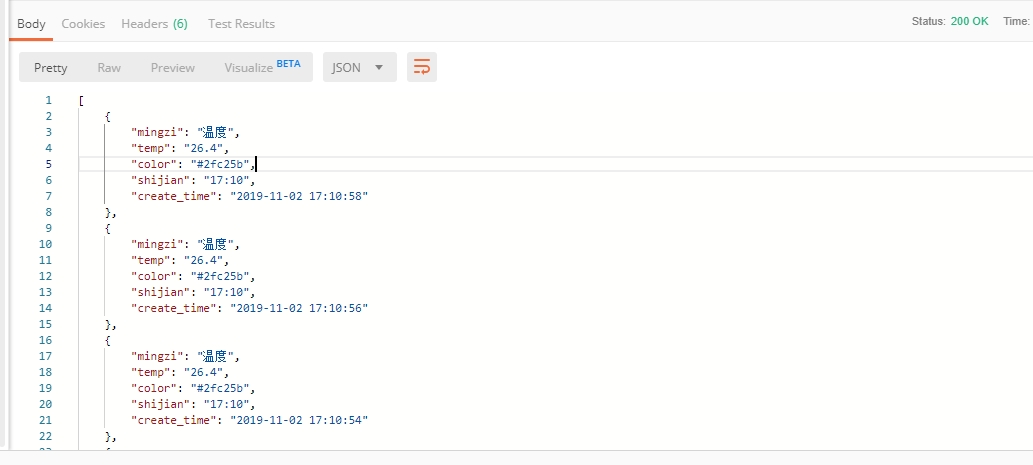 Body Cookies Headers (6) Test Results Status: 200 OK Time:
Pretty Raw Preview Visualize BETA JSON
1 [
2 {
3 "mingzi": "温度",
4 "temp": "26.4",
5 "color": "#2fc25b",
6 "shijian": "17:10",
7 "create_time": "2019-11-02 17:10:58"
8 },
9 {
10 "mingzi": "温度",
11 "temp": "26.4",
12 "color": "#2fc25b",
13 "shijian": "17:10",
14 "create_time": "2019-11-02 17:10:56"
15 },
16 {
17 "mingzi": "温度",
18 "temp": "26.4",
19 "color": "#2fc25b",
20 "shijian": "17:10",
21 "create_time": "2019-11-02 17:10:54"
22 },